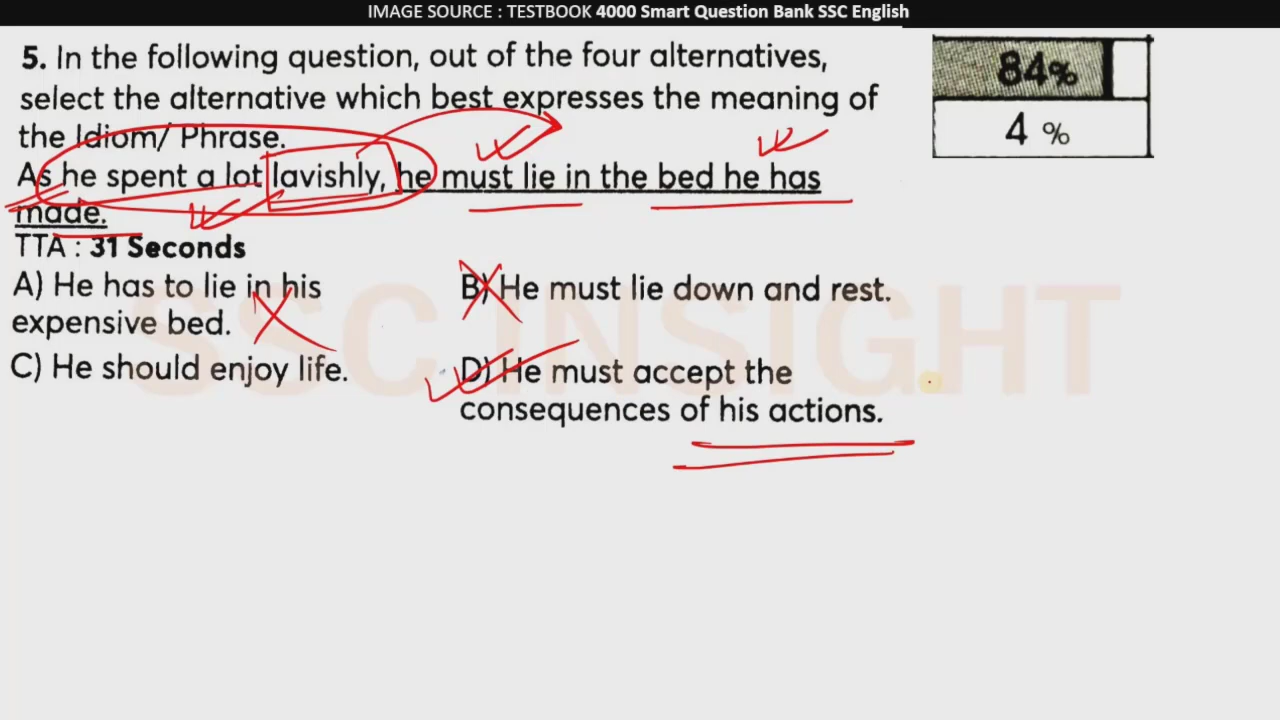 IMAGE SOURCE : TESTBOOK 4000 Smart Question Bank SSC English
84%
4 %
5. In the following question, out of the four alternatives,
select the alternative which best expresses the meaning of
the Idiom/ Phrase.
As he spent a lot lavishly, he must lie in the bed he has
made.
TTA : 31 Seconds
A) He has to lie in his
expensive bed.
B) He must lie down and rest.
C) He should enjoy life.
D) He must accept the
consequences of his actions.
SSC INSIGHT